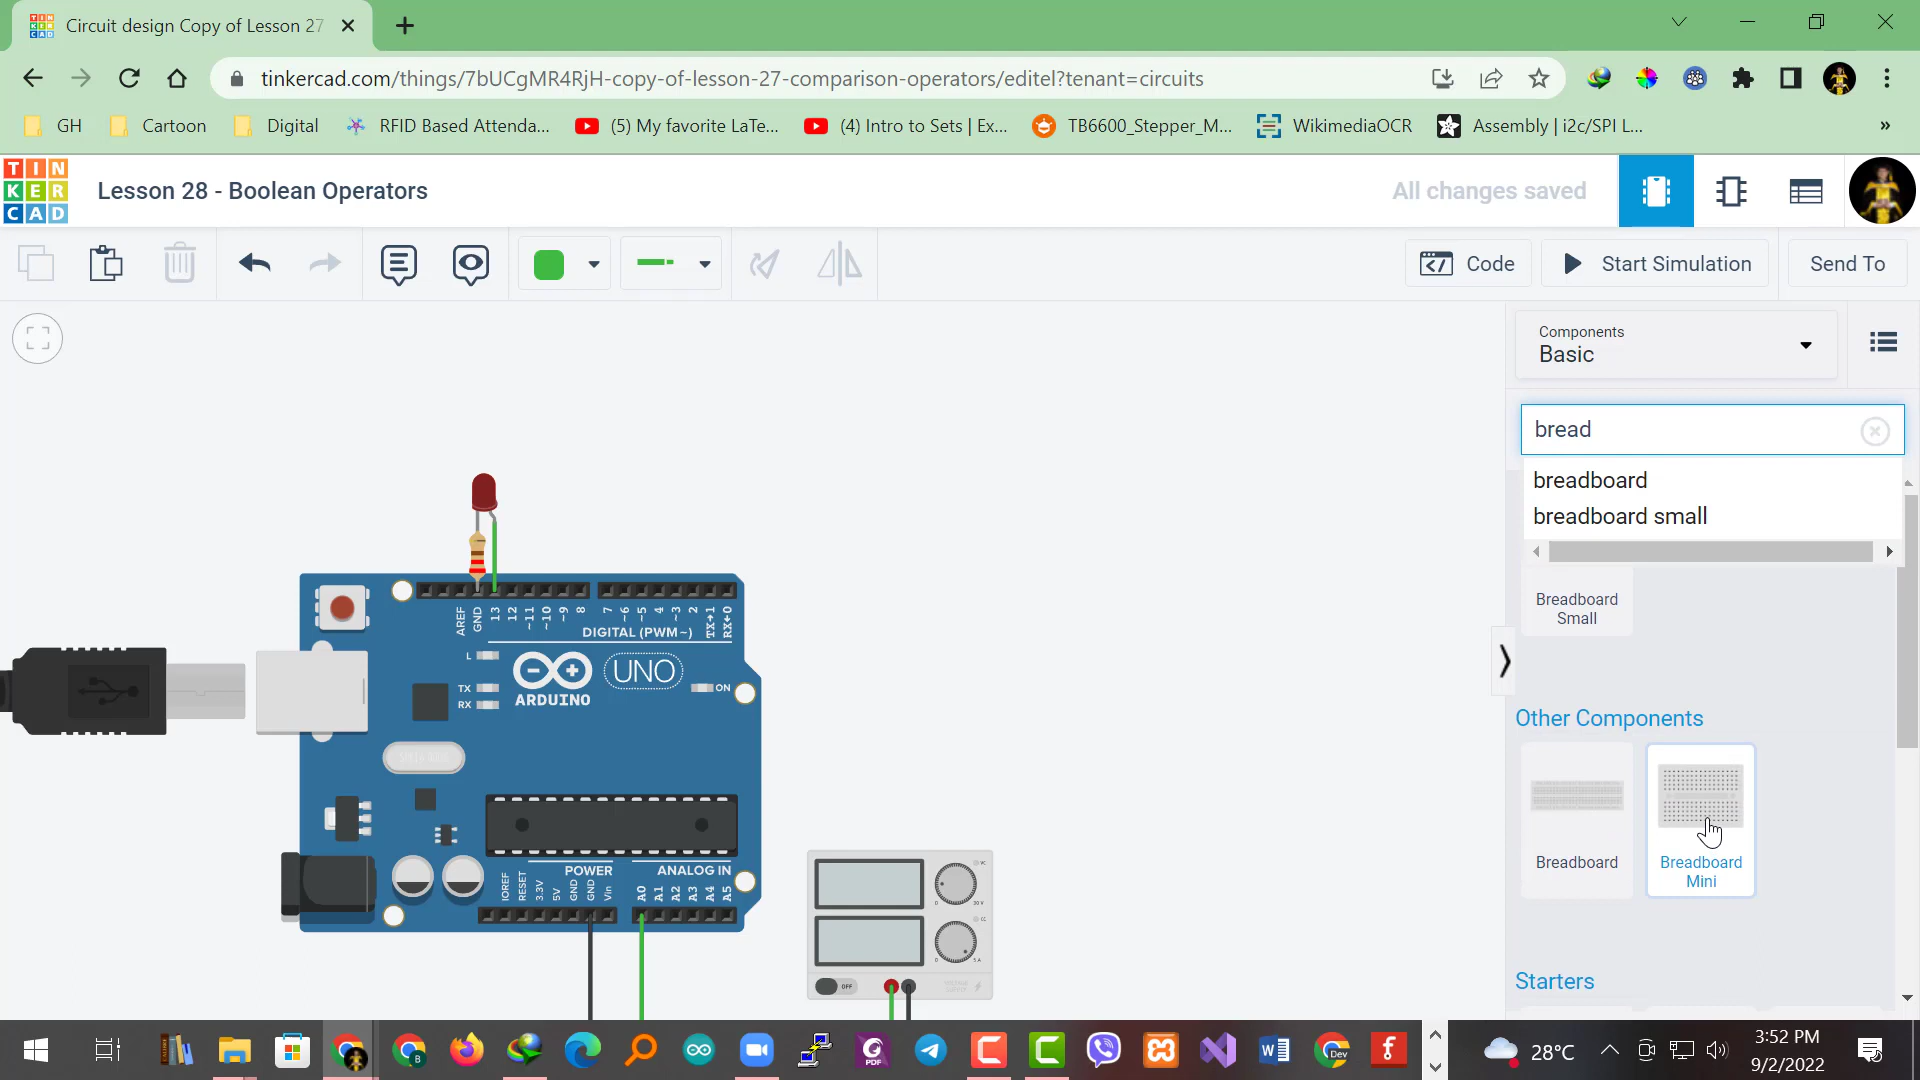 Circuit design Copy of Lesson 27
tinkercad.com/things/7bUCgMR4RjH-copy-of-lesson-27-comparison-operators/editel?tenant=circuits
GH
Cartoon
Digital
RFID Based Attenda...
(5) My favorite LaTe...
(4) Intro to Sets | Ex...
TB6600_Stepper_M...
WikimediaOCR
Assembly | i2c/SPI L...
»
TIN
KER
CAD
Lesson 28 - Boolean Operators
All changes saved
Code
Start Simulation
Send To
Components
Basic
bread
breadboard
breadboard small
Breadboard
Small
Other Components
Breadboard
Breadboard
Mini
Starters
AREF
GND
13
12
~11
~10
~9
8
7
~6
~5
4
~3
2
TX→1
RX←0
DIGITAL (PWM~)
L
TX
RX
ARDUINO
UNO
ON
POWER
ANALOG IN
IOREF
RESET
3.3V
5V
GND
GND
Vin
A0
A1
A2
A3
A4
A5
OFF
28°C
3:52 PM
9/2/2022
PDF
Dev